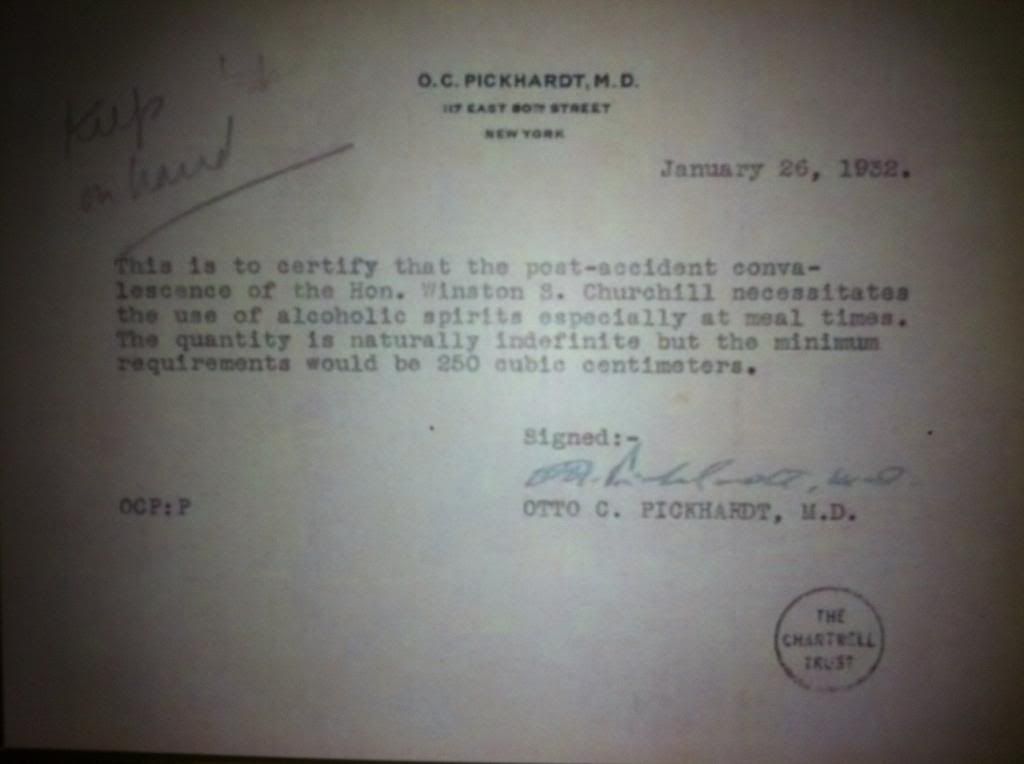 Keep
on hand
O. C. PICKHARDT, M. D.
117 EAST 80TH STREET
NEW YORK
January 26, 1932.
This is to certify that the post-accident conva-
lescence of the Hon. Winston S. Churchill necessitates
the use of alcoholic spirits especially at meal times.
The quantity is naturally indefinite but the minimum
requirements would be 250 cubic centimeters.
Signed:-
OCP:P
OTTO C. PICKHARDT, M.D.
THE
CHARTWELL
TRUST